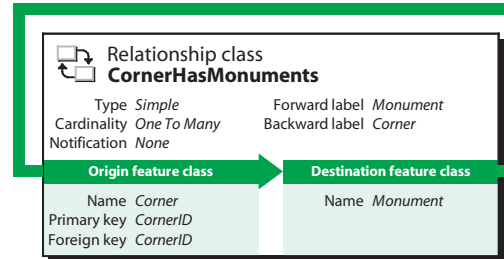 Relationship class
CornerHasMonuments
Type Simple Forward label Monument
Cardinality One To Many Backward label Corner
Notification None
Origin feature class Destination feature class
Name Corner Name Monument
Primary key CornerID
Foreign key CornerID